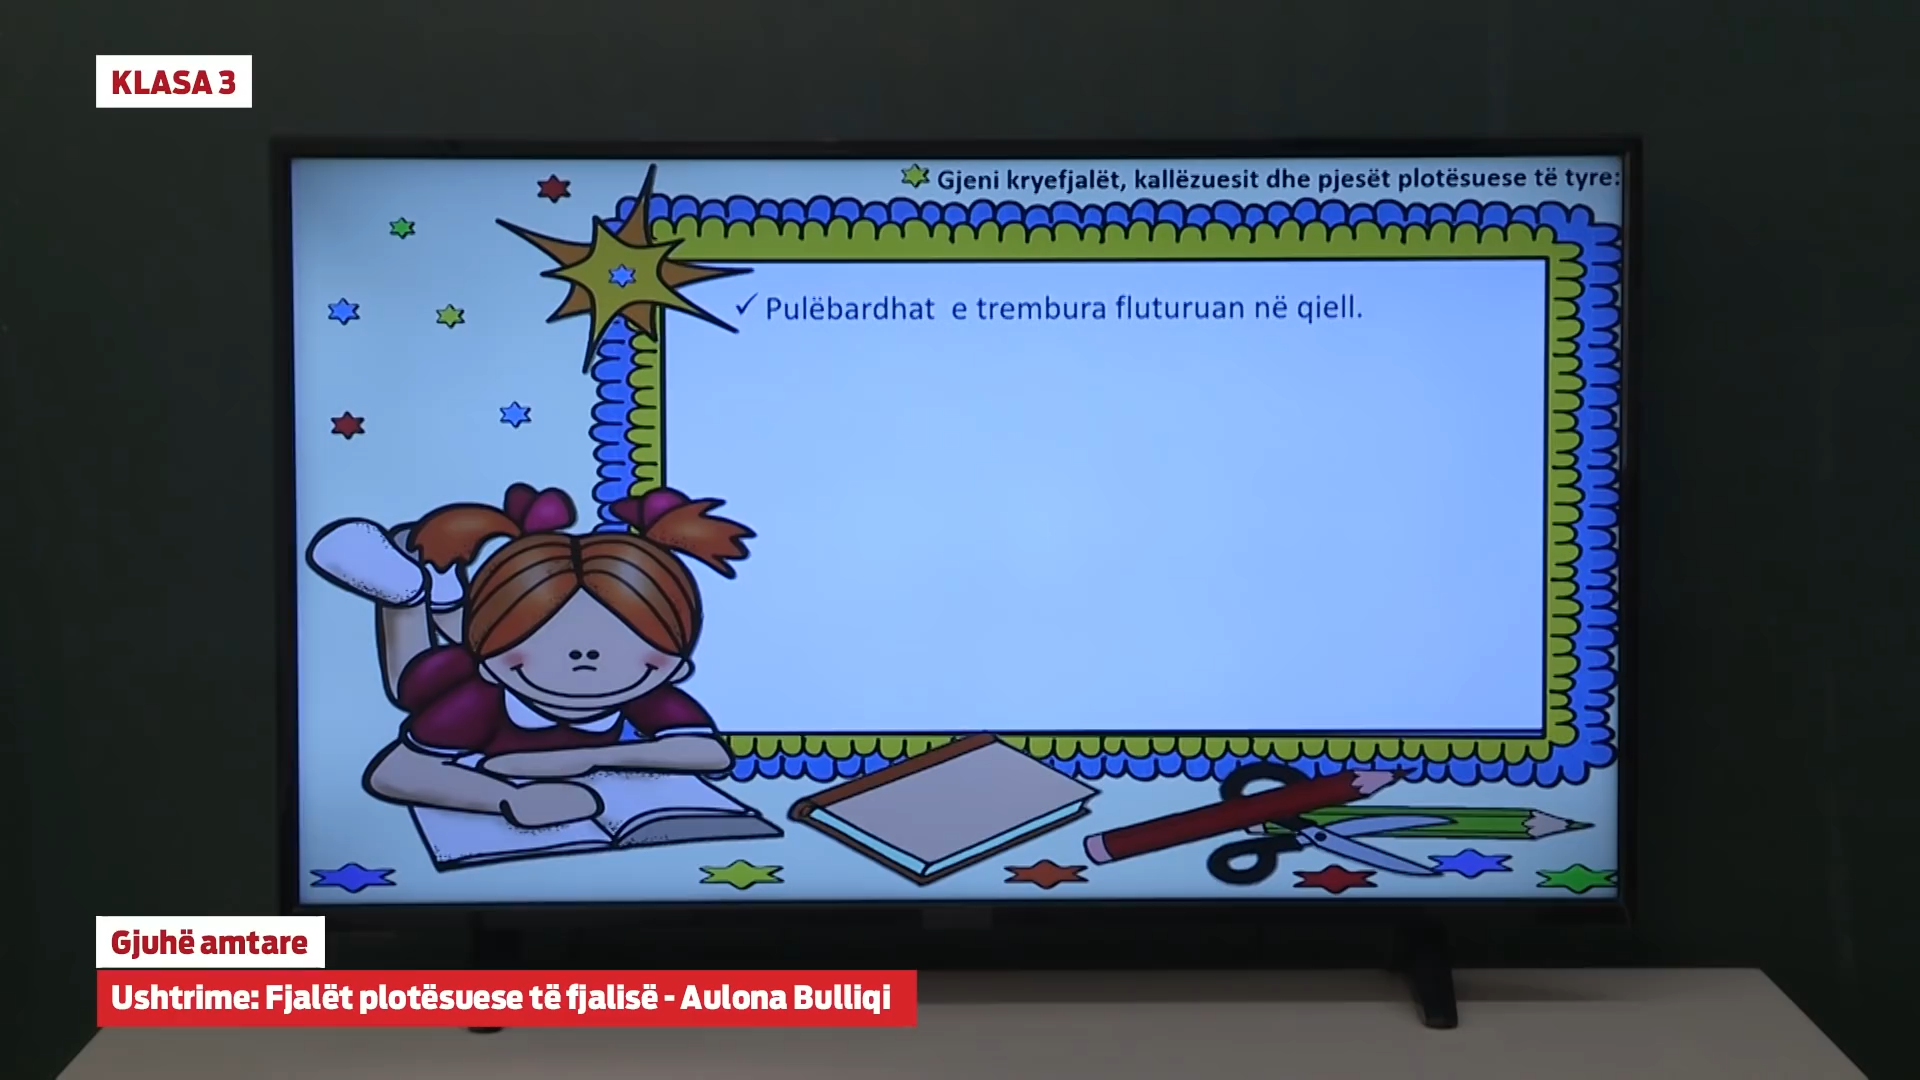 KLASA 3
Gjeni kryefjalët, kallëzuesit dhe pjesët plotësuese të tyre:
✓ Pulëbardhat e trembura fluturuan në qiell.
Gjuhë amtare
Ushtrime: Fjalët plotësuese të fjalisë - Aulona Bulliqi